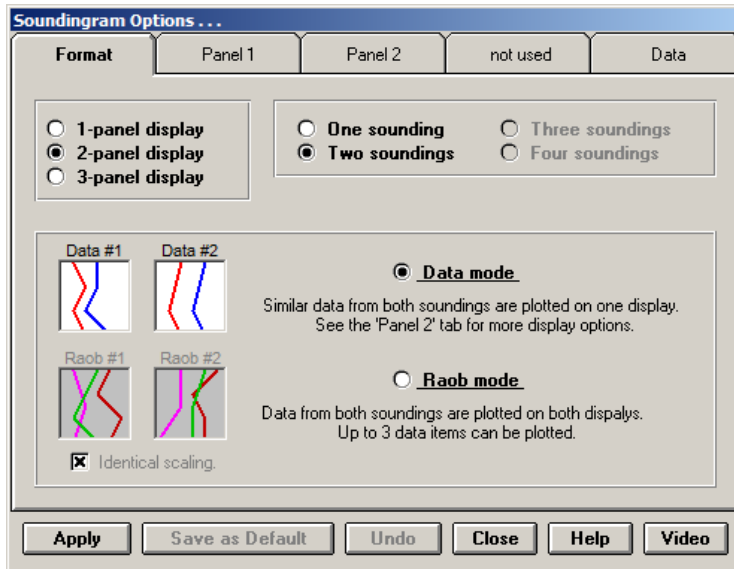 Soundingram Options . . .
Format Panel 1 Panel 2 not used Data
1-panel display
2-panel display
3-panel display
One sounding Three soundings
Two soundings Four soundings
Data #1 Data #2
Data mode
Similar data from both soundings are plotted on one display.
See the 'Panel 2' tab for more display options.
Raob #1 Raob #2
Raob mode
Data from both soundings are plotted on both dispalys.
Up to 3 data items can be plotted.
Identical scaling.
Apply Save as Default Undo Close Help Video